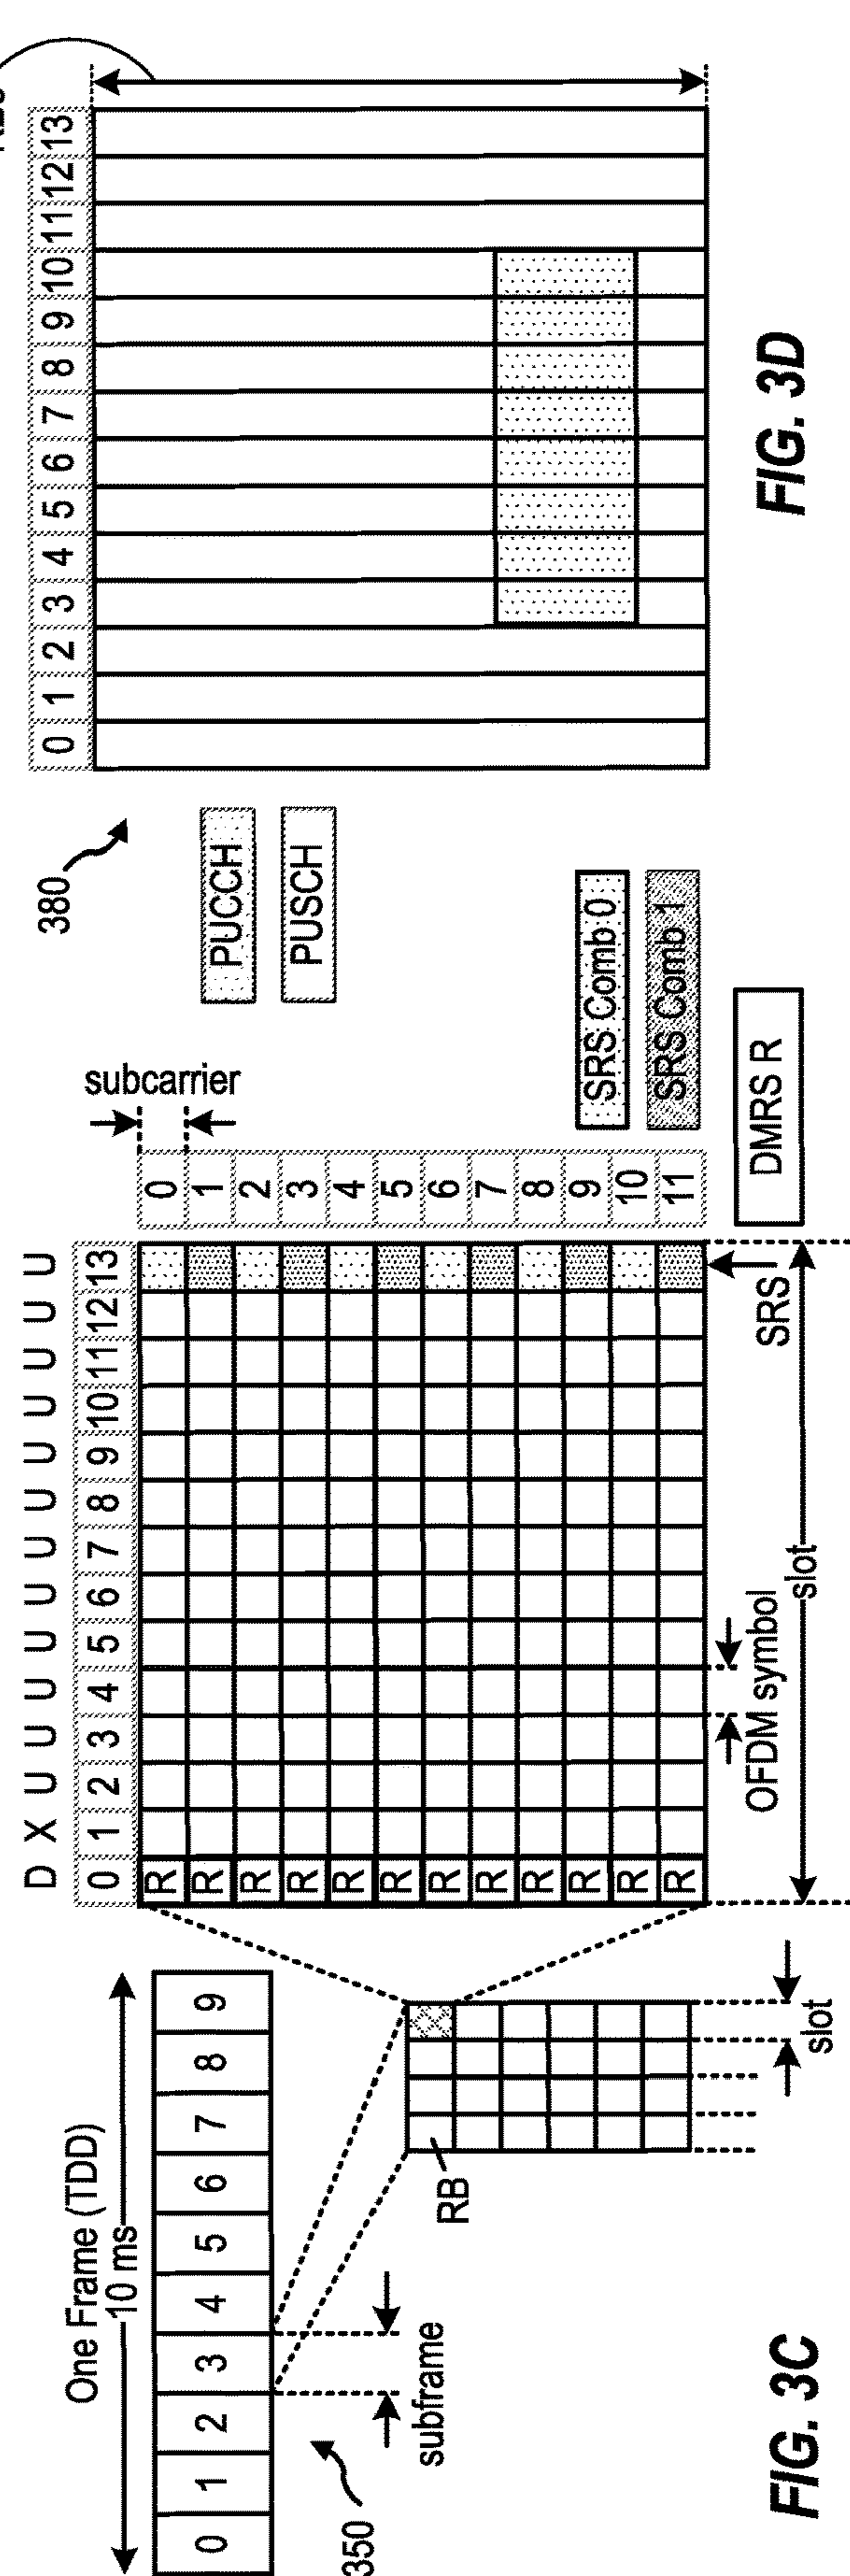 One Frame (TDD)
10 ms
0 1 2 3 4 5 6 7 8 9
350
subframe
RB
slot
D X U U U U U U U U U U U U
0 1 2 3 4 5 6 7 8 9 10 11 12 13
R
R
R
R
R
R
R
R
R
R
R
R
OFDM symbol
slot
SRS
subcarrier
0
1
2
3
4
5
6
7
8
9
10
11
SRS Comb 0
SRS Comb 1
DMRS R
FIG. 3C
380
PUCCH
PUSCH
0 1 2 3 4 5 6 7 8 9 10 11 12 13
FIG. 3D